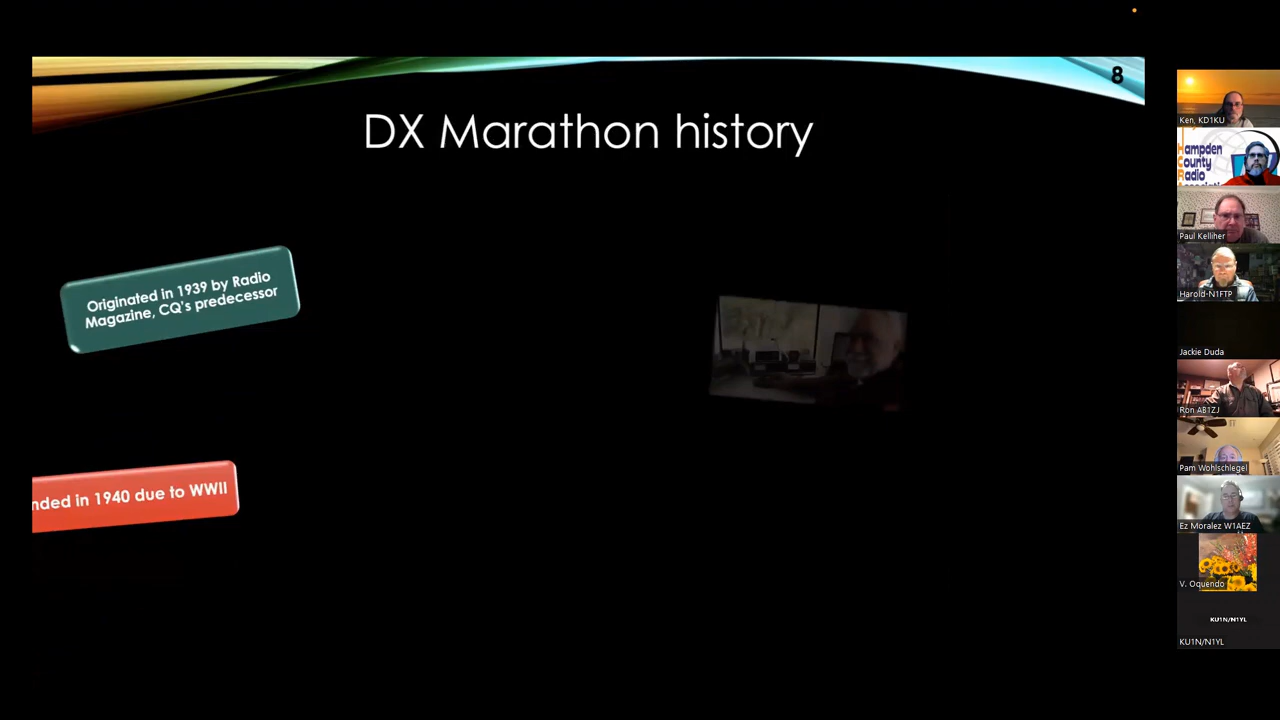 8
DX Marathon history
Originated in 1939 by Radio
Magazine, CQ's predecessor
nded in 1940 due to WWII
Ken, KD1KU
Hampden
County
Radio
Paul Kelliher
Harold-N1FTP
Jackie Duda
Ron AB1ZJ
Pam Wohlschlegel
Ez Moralez W1AEZ
V. Oquendo
KU1N/N1YL
KU1N/N1YL